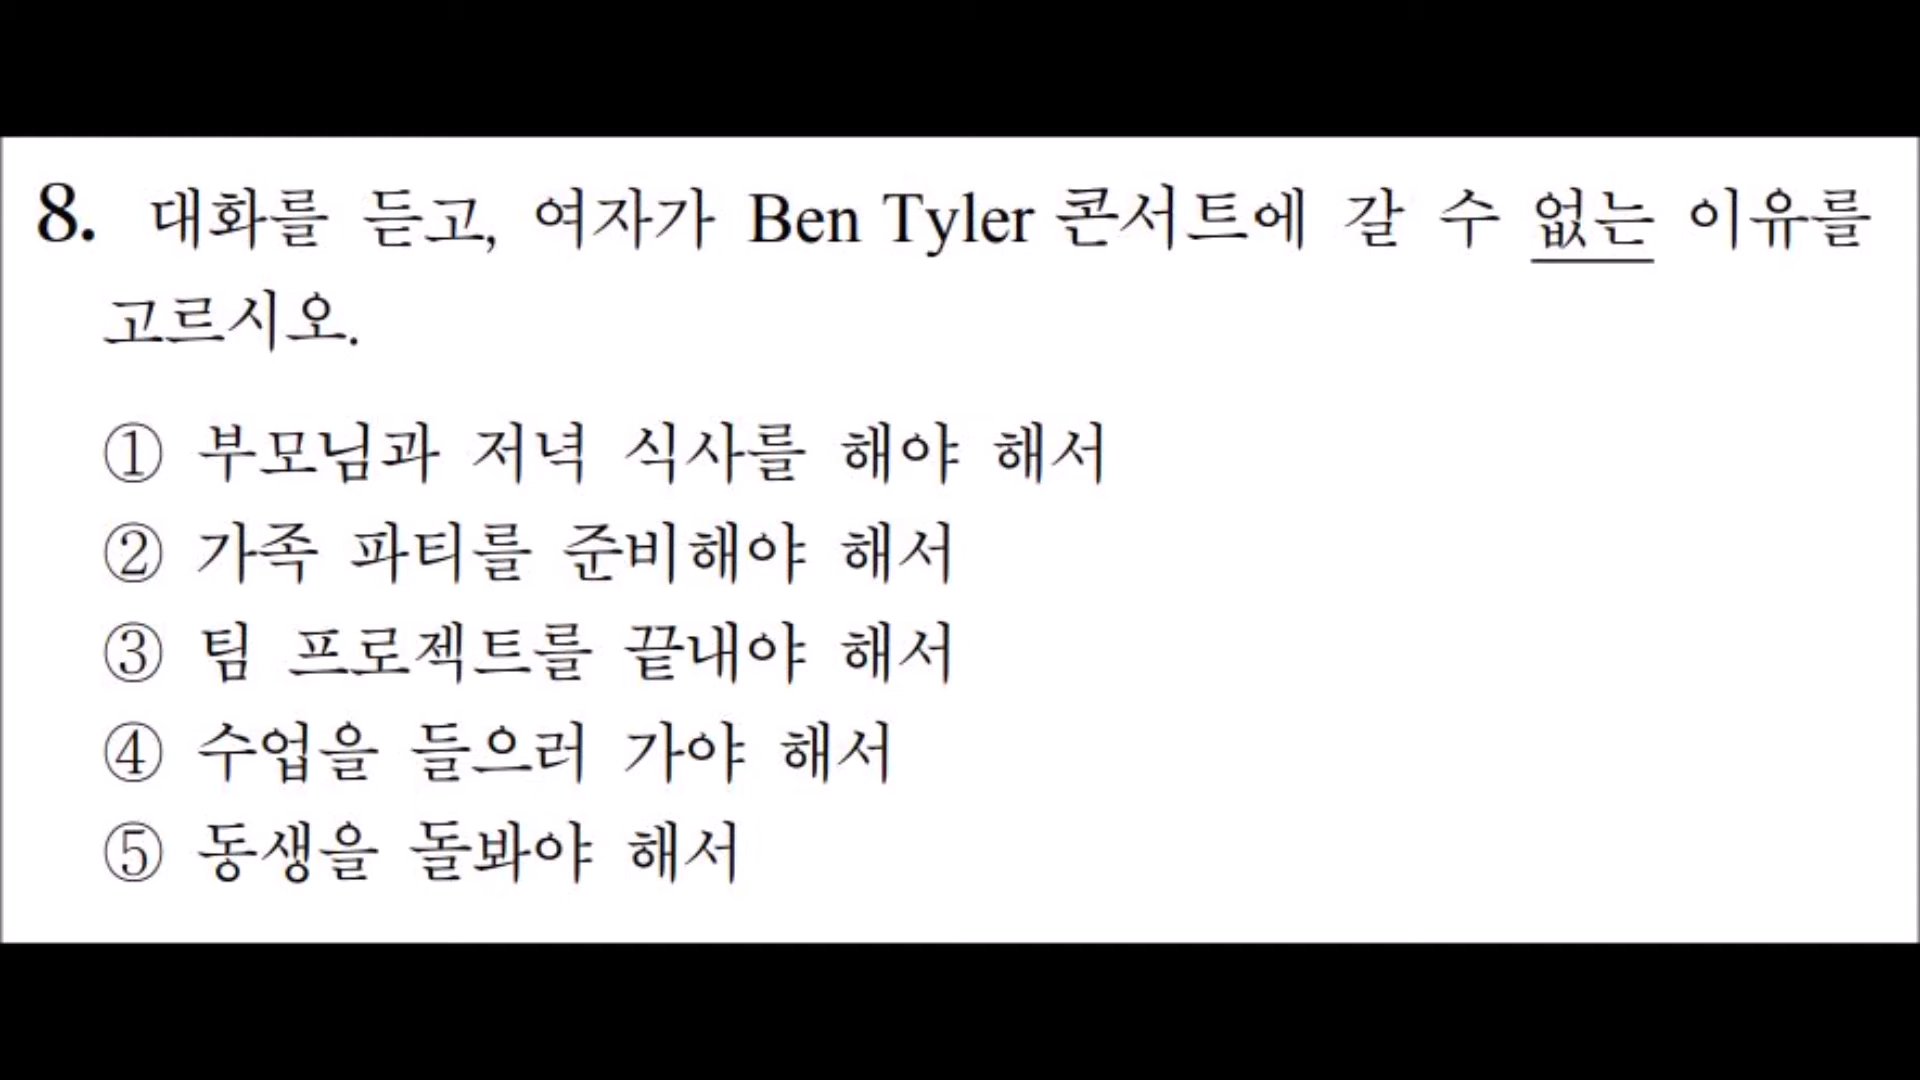 8. 대화를 듣고, 여자가 Ben Tyler 콘서트에 갈 수 없는 이유를
고르시오.
① 부모님과 저녁 식사를 해야 해서
② 가족 파티를 준비해야 해서
③ 팀 프로젝트를 끝내야 해서
④ 수업을 들으러 가야 해서
⑤ 동생을 돌봐야 해서